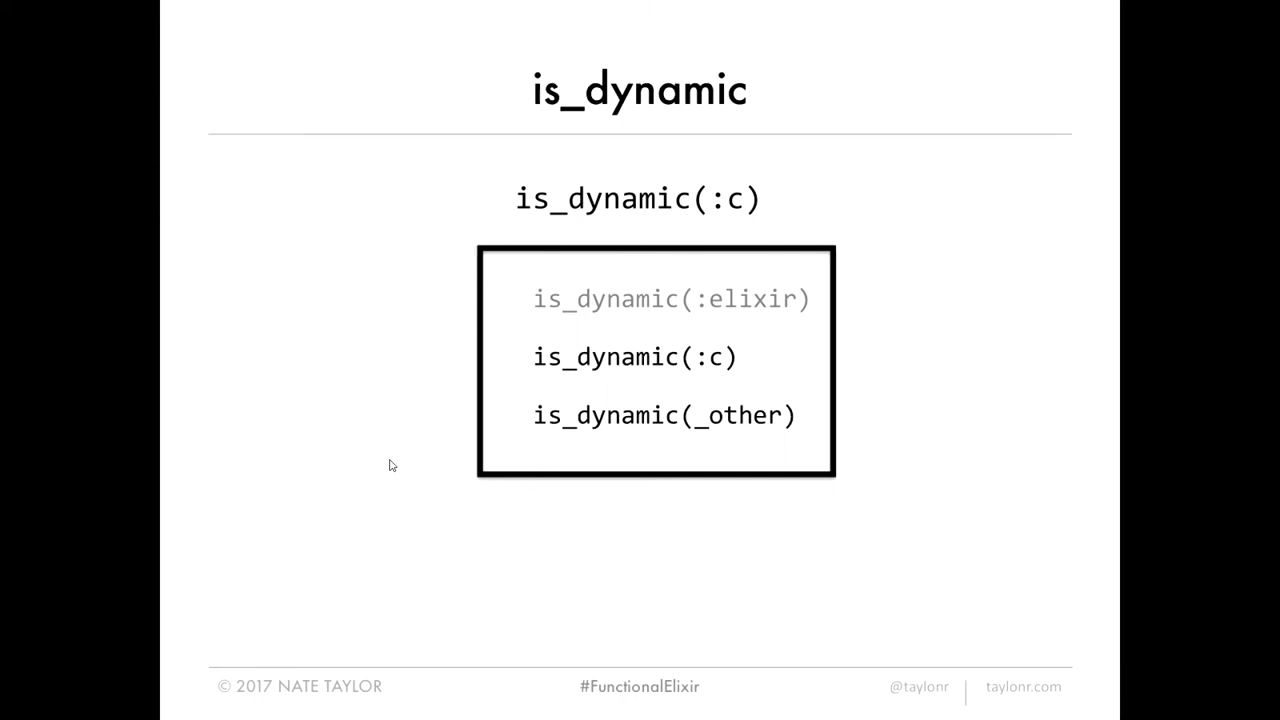 is_dynamic
is_dynamic(:c)
is_dynamic(:elixir)
is_dynamic(:c)
is_dynamic(_other)
© 2017 NATE TAYLOR
#FunctionalElixir
@taylonr
taylonr.com